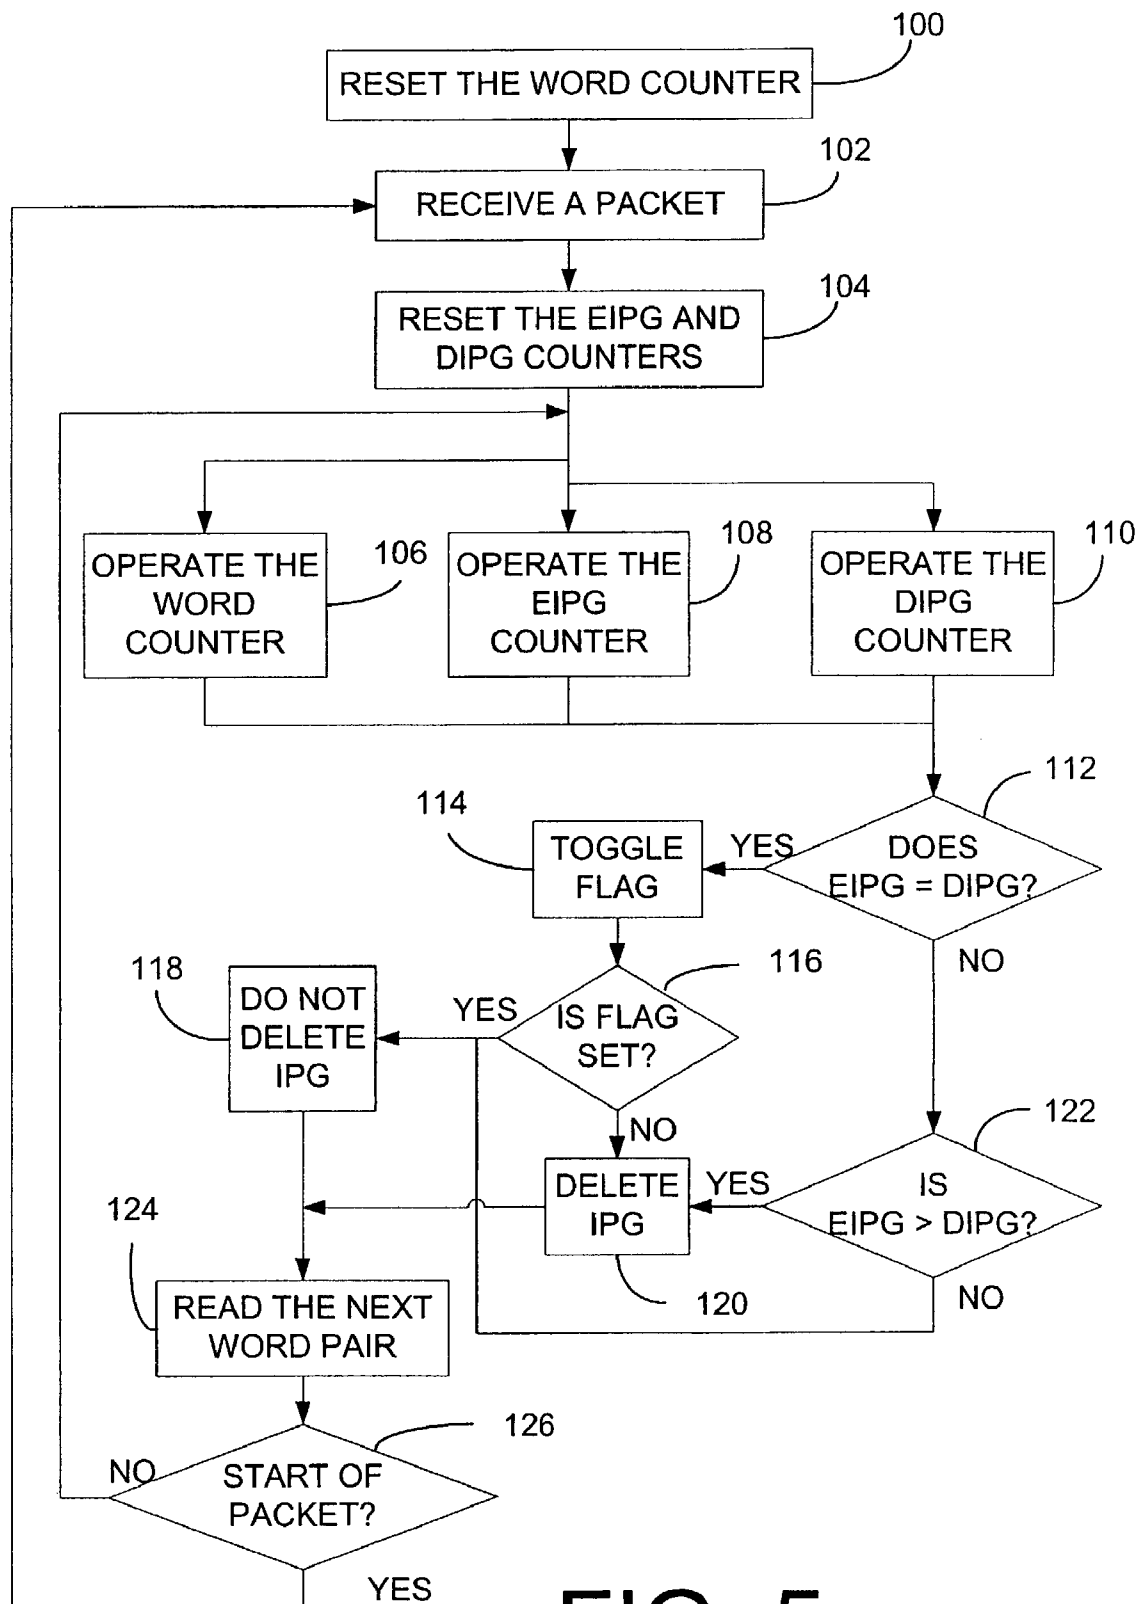 100
RESET THE WORD COUNTER
102
RECEIVE A PACKET
104
RESET THE EIPG AND
DIPG COUNTERS
106
OPERATE THE
WORD
COUNTER
108
OPERATE THE
EIPG
COUNTER
110
OPERATE THE
DIPG
COUNTER
112
DOES
EIPG = DIPG?
YES
NO
114
TOGGLE
FLAG
116
IS FLAG
SET?
YES
NO
118
DO NOT
DELETE
IPG
122
IS
EIPG > DIPG?
YES
NO
DELETE
IPG
120
124
READ THE NEXT
WORD PAIR
126
START OF
PACKET?
NO
YES
FIG. 5